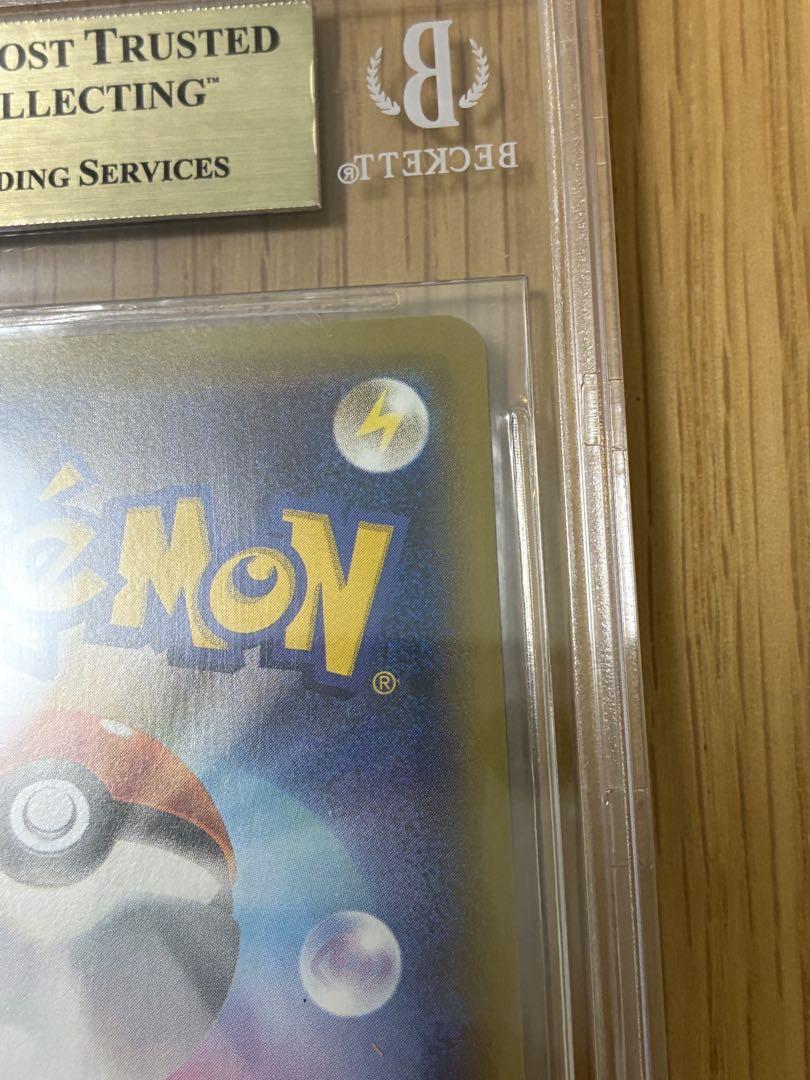 OST TRUSTED
LLECTING™
DING SERVICES
B
BECKETT®
éMON
®